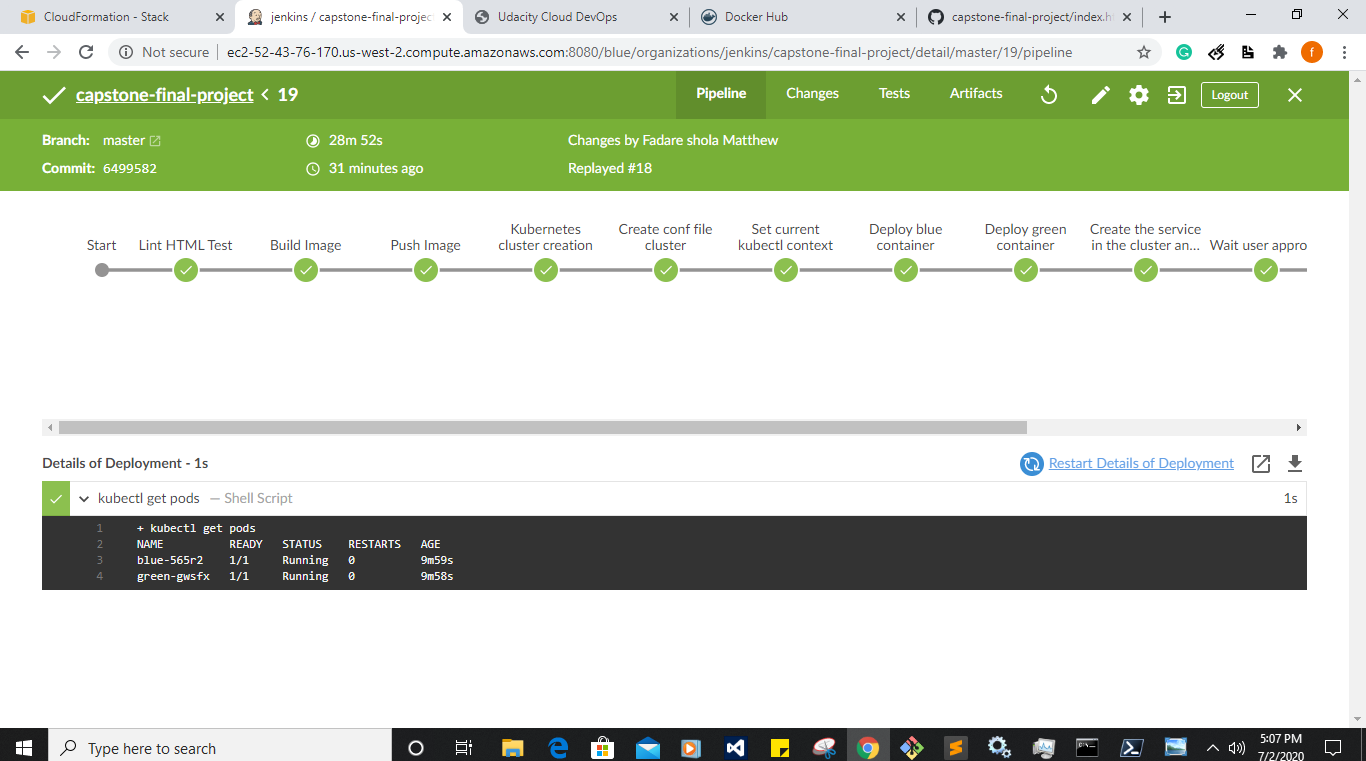 CloudFormation - Stack
jenkins / capstone-final-projec
Udacity Cloud DevOps
Docker Hub
capstone-final-project/index.h
Not secure
ec2-52-43-76-170.us-west-2.compute.amazonaws.com:8080/blue/organizations/jenkins/capstone-final-project/detail/master/19/pipeline
f
capstone-final-project < 19
Pipeline
Changes
Tests
Artifacts
Logout
Branch: master
28m 52s
Changes by Fadare shola Matthew
Commit: 6499582
31 minutes ago
Replayed #18
Start
Lint HTML Test
Build Image
Push Image
Kubernetes
cluster creation
Create conf file
cluster
Set current
kubectl context
Deploy blue
container
Deploy green
container
Create the service
in the cluster an...
Wait user appro
Details of Deployment - 1s
Restart Details of Deployment
kubectl get pods — Shell Script
1s
1 + kubectl get pods
2 NAME READY STATUS RESTARTS AGE
3 blue-565r2 1/1 Running 0 9m59s
4 green-gwsfx 1/1 Running 0 9m58s
Type here to search
5:07 PM
7/2/2020